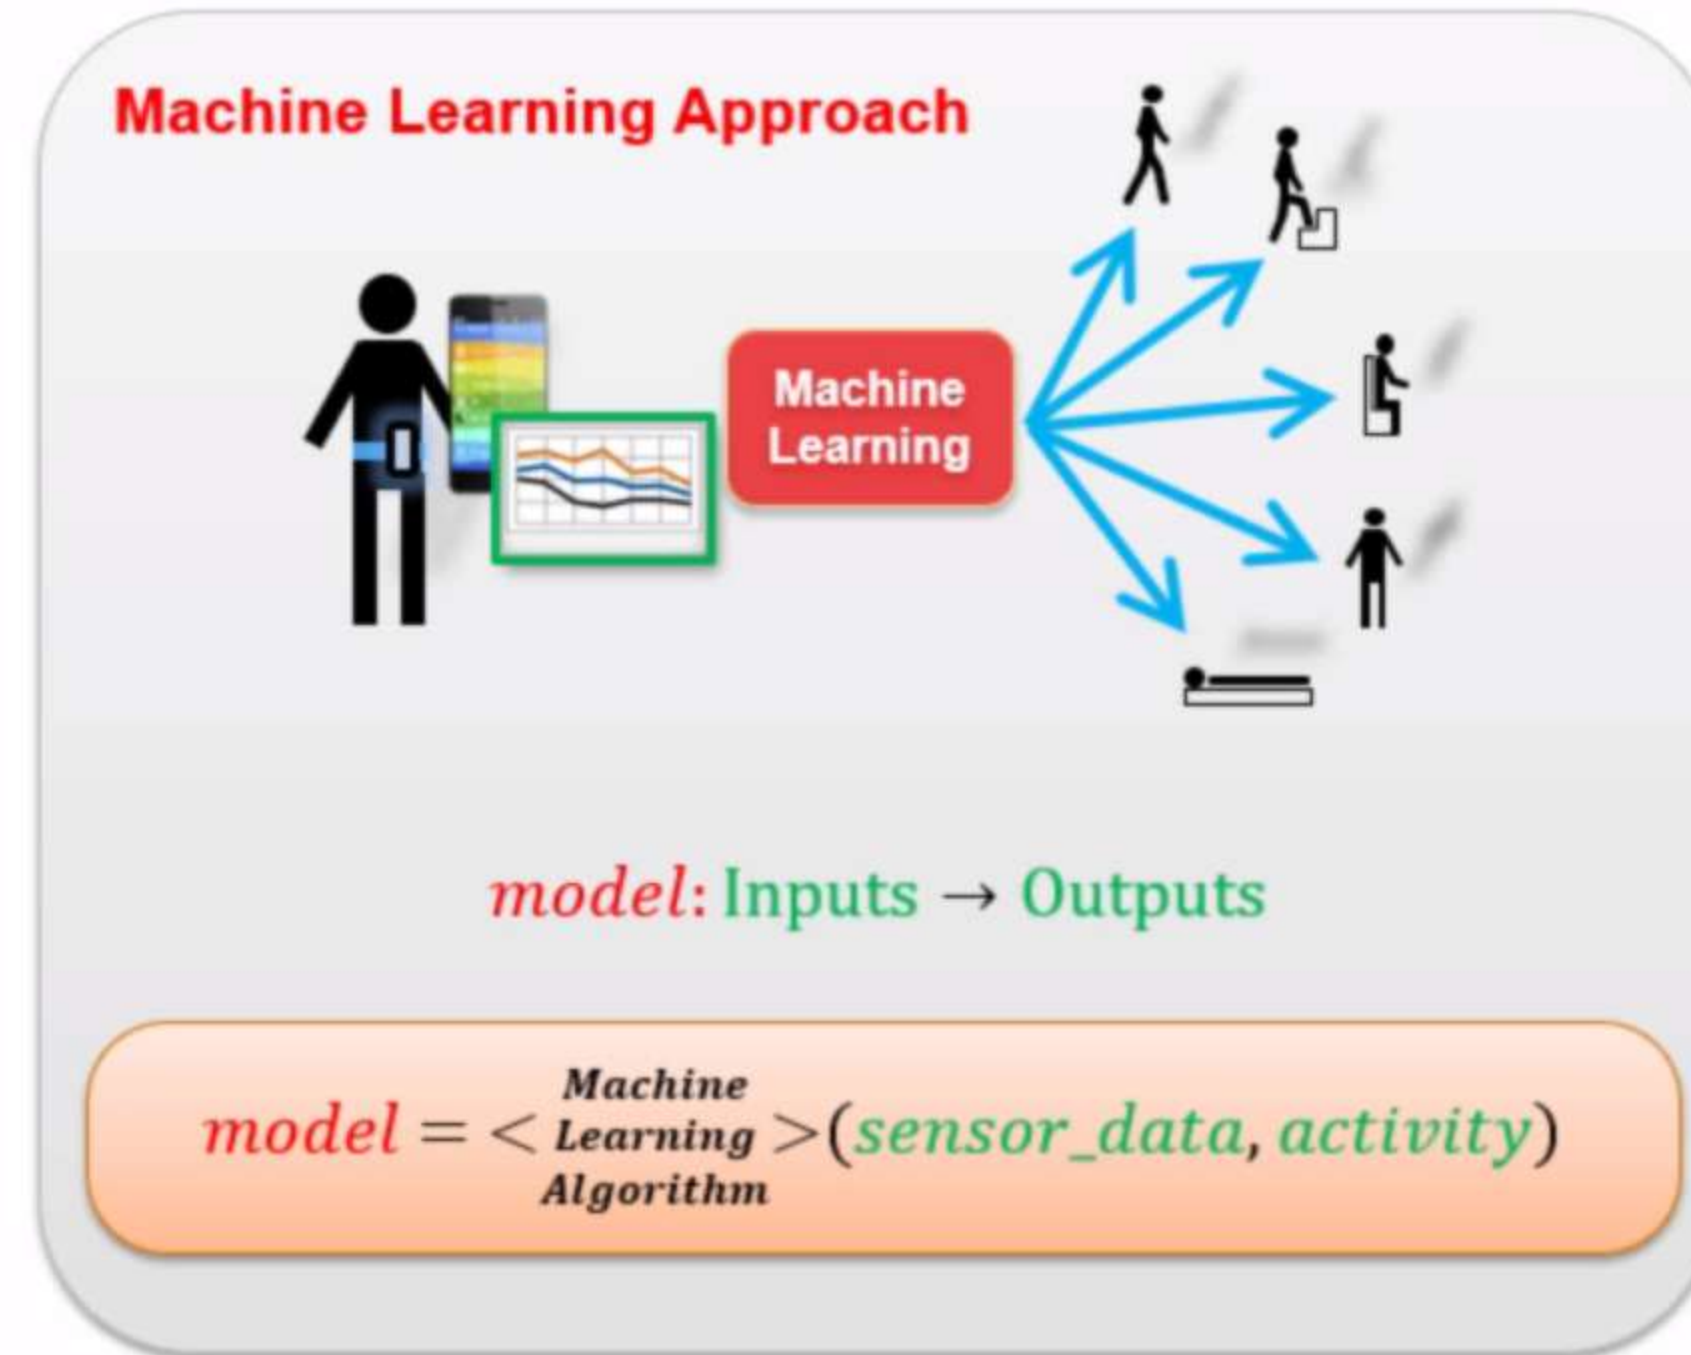 Machine Learning Approach
Machine
Learning
model: Inputs → Outputs
Machine
model = < Learning >(sensor_data, activity)
Algorithm